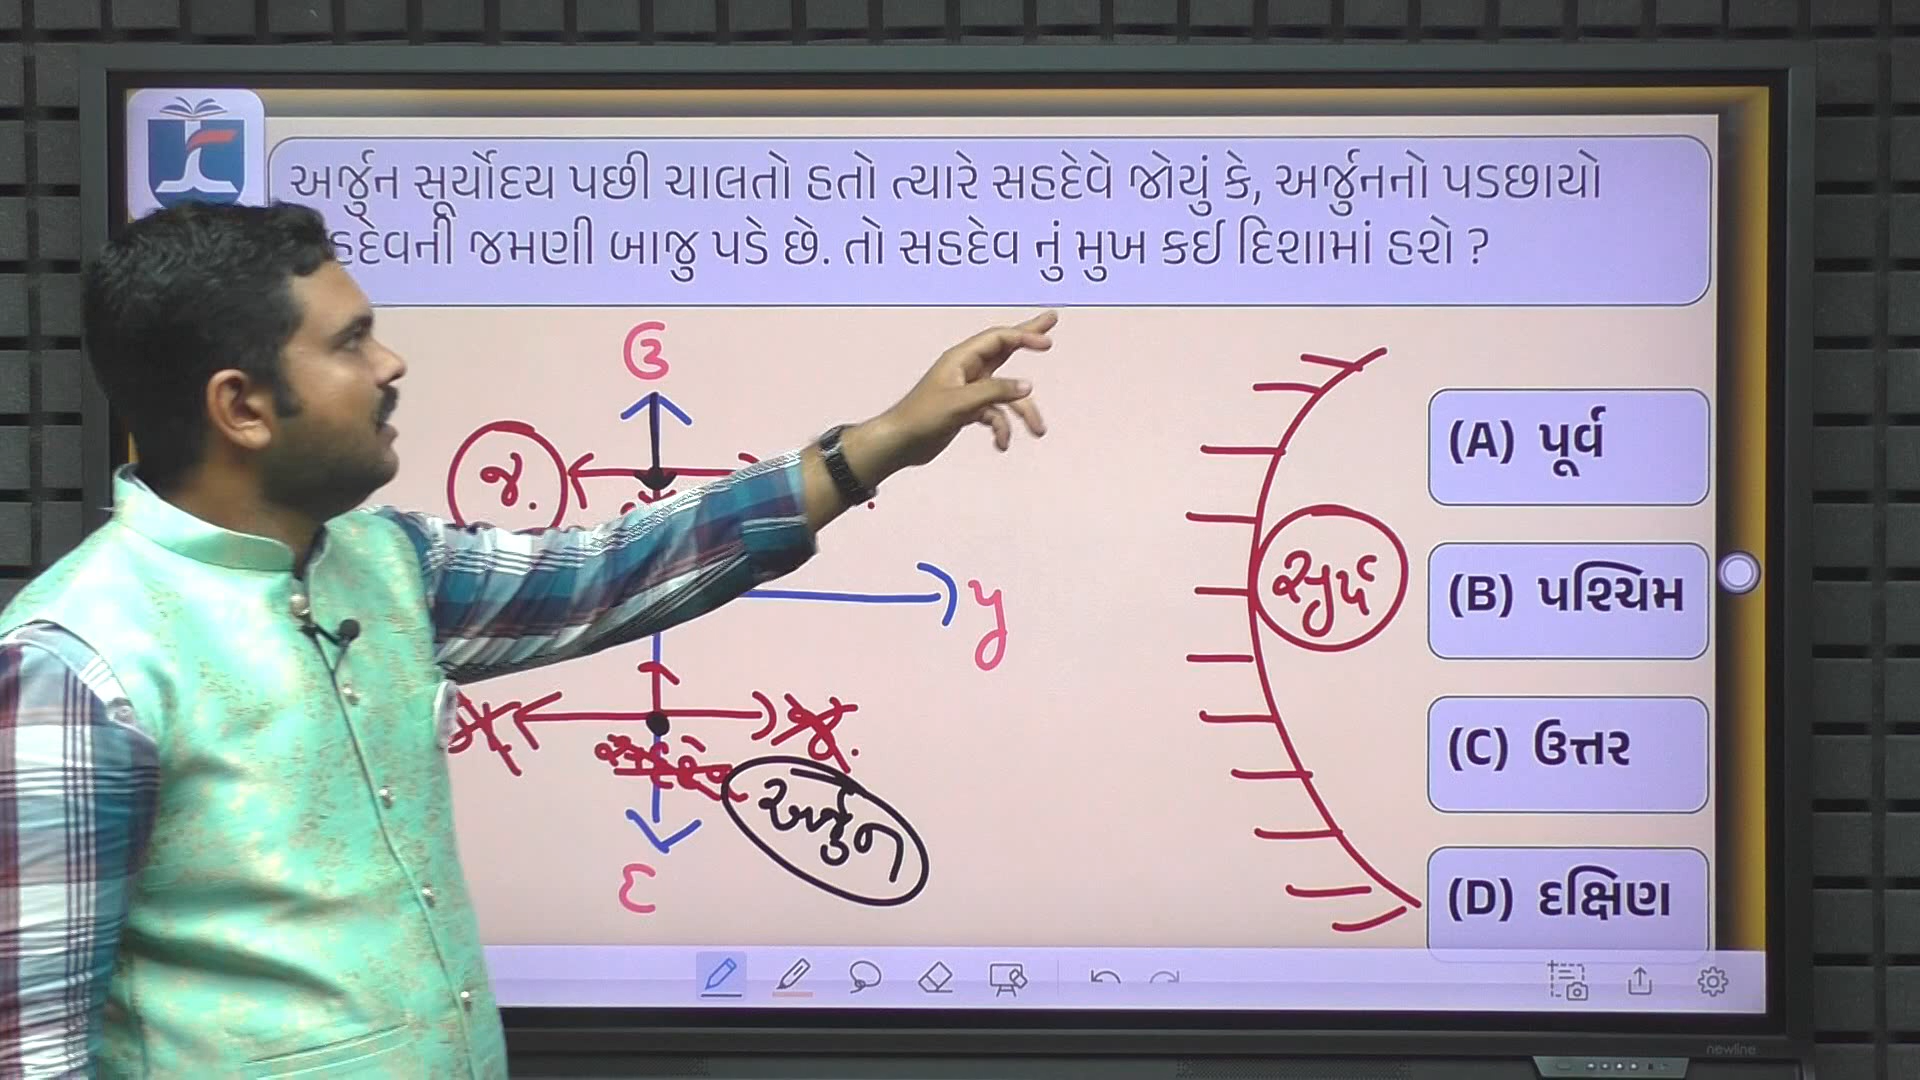 અર્જુન સૂર્યોદય પછી ચાલતો હતો ત્યારે સહદેવે જોયું કે, અર્જુનનો પડછાયો
હદેવની જમણી બાજુ પડે છે. તો સહદેવ નું મુખ કઈ દિશામાં હશે ?
ઉ
જ.
(A) પૂર્વ
સૂર્ય
(B) પશ્ચિમ
પૂ
(C) ઉત્તર
અર્જુન
દ
(D) દક્ષિણ
newline